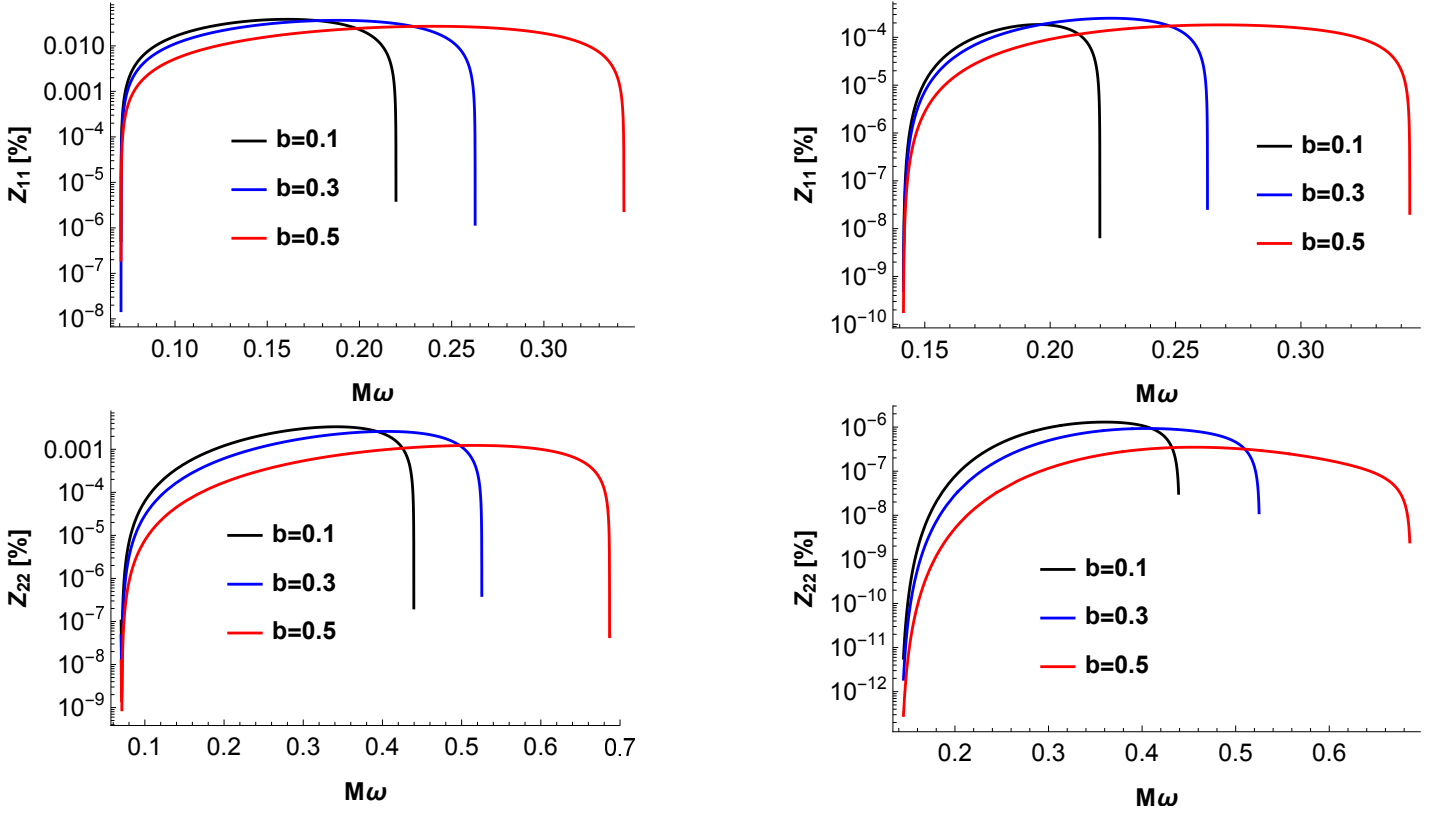 0.010
0.001
10⁻⁴
10⁻⁵
10⁻⁶
10⁻⁷
10⁻⁸
Z₁₁ [%]
b=0.1
b=0.3
b=0.5
0.10 0.15 0.20 0.25 0.30
Mω
10⁻⁴
10⁻⁵
10⁻⁶
10⁻⁷
10⁻⁸
10⁻⁹
10⁻¹⁰
Z₁₁ [%]
b=0.1
b=0.3
b=0.5
0.15 0.20 0.25 0.30
Mω
0.001
10⁻⁴
10⁻⁵
10⁻⁶
10⁻⁷
10⁻⁸
10⁻⁹
Z₂₂ [%]
b=0.1
b=0.3
b=0.5
0.1 0.2 0.3 0.4 0.5 0.6 0.7
Mω
10⁻⁶
10⁻⁷
10⁻⁸
10⁻⁹
10⁻¹⁰
10⁻¹¹
10⁻¹²
Z₂₂ [%]
b=0.1
b=0.3
b=0.5
0.2 0.3 0.4 0.5 0.6
Mω